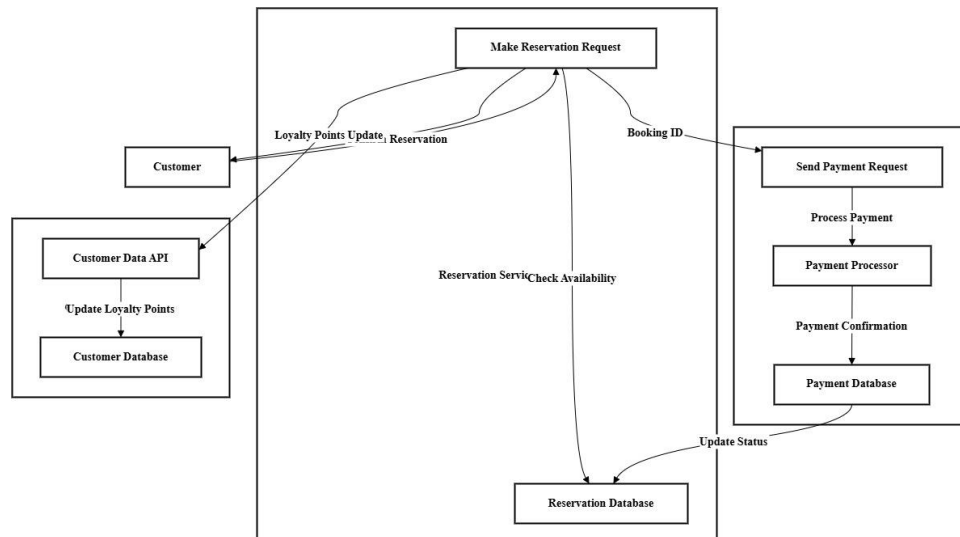 Make Reservation Request
Loyalty Points Update
Reservation
Booking ID
Customer
Send Payment Request
Process Payment
Customer Data API
Payment Processor
Reservation
Check Availability
Update Loyalty Points
Payment Confirmation
Customer Database
Payment Database
Update Status
Reservation Database